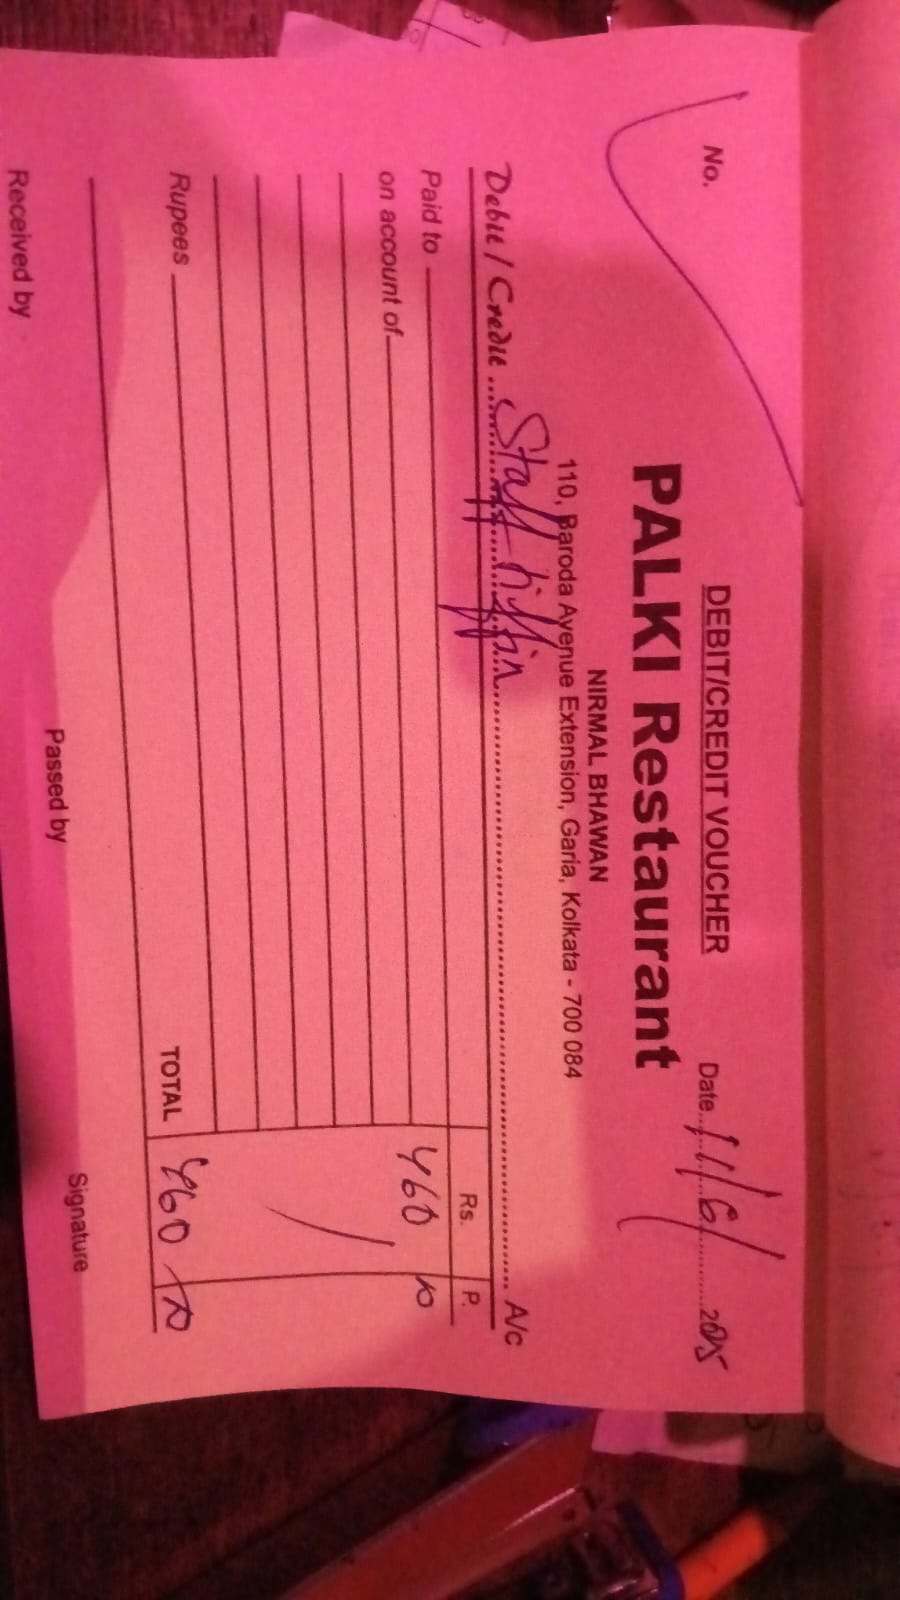 DEBIT/CREDIT VOUCHER
No. Date 11/6/ 2025
PALKI Restaurant
NIRMAL BHAWAN
110, Baroda Avenue Extension, Garia, Kolkata - 700 084
Debit / Credit Staff tiffin A/c
Rs. P.
Paid to 460
on account of
Rupees TOTAL 460
Received by Passed by Signature